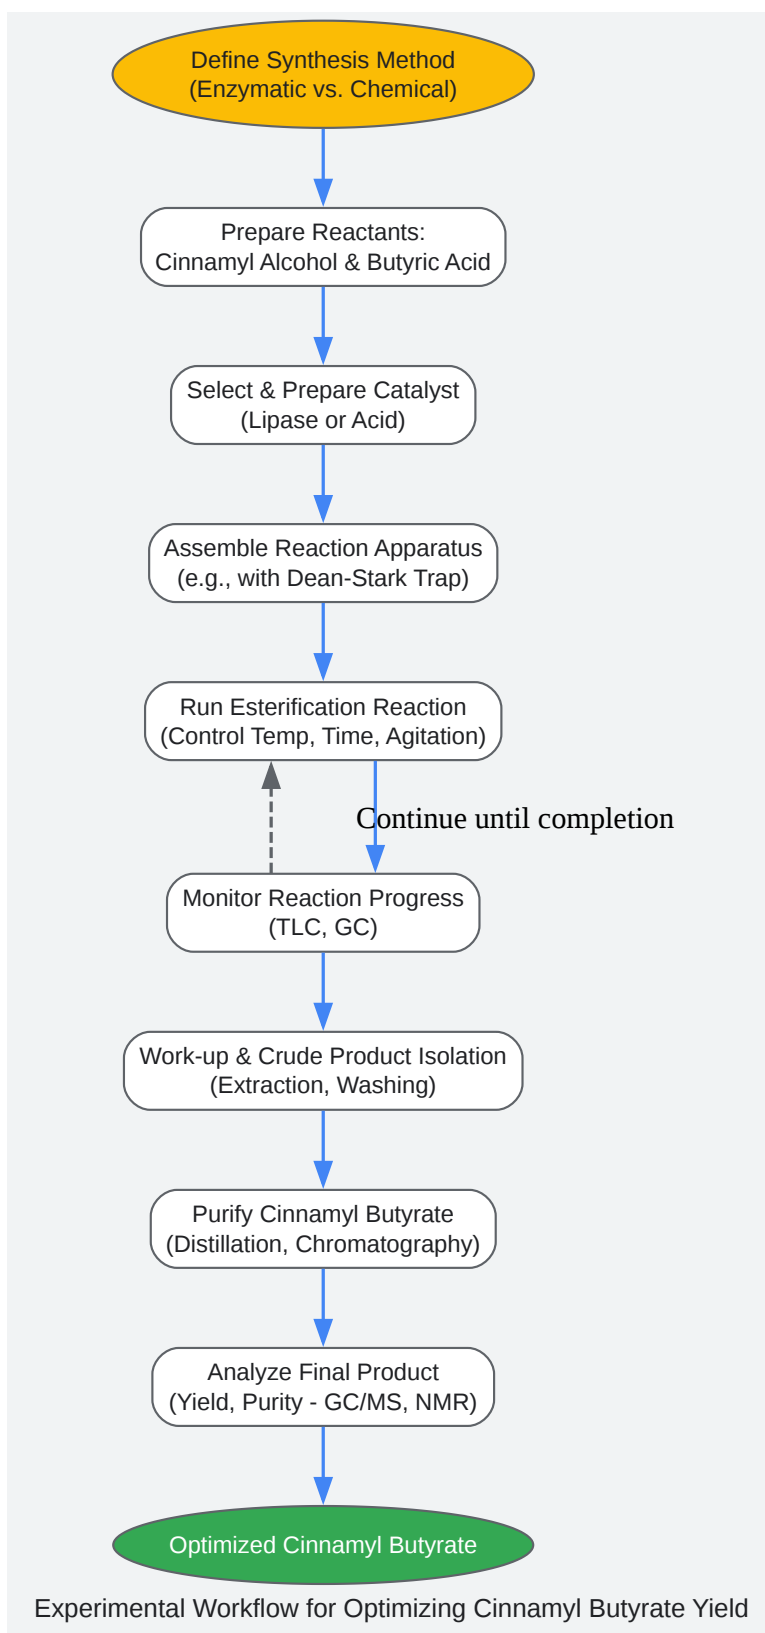 Define Synthesis Method
(Enzymatic vs. Chemical)
Prepare Reactants:
Cinnamyl Alcohol & Butyric Acid
Select & Prepare Catalyst
(Lipase or Acid)
Assemble Reaction Apparatus
(e.g., with Dean-Stark Trap)
Run Esterification Reaction
(Control Temp, Time, Agitation)
Continue until completion
Monitor Reaction Progress
(TLC, GC)
Work-up & Crude Product Isolation
(Extraction, Washing)
Purify Cinnamyl Butyrate
(Distillation, Chromatography)
Analyze Final Product
(Yield, Purity - GC/MS, NMR)
Optimized Cinnamyl Butyrate
Experimental Workflow for Optimizing Cinnamyl Butyrate Yield